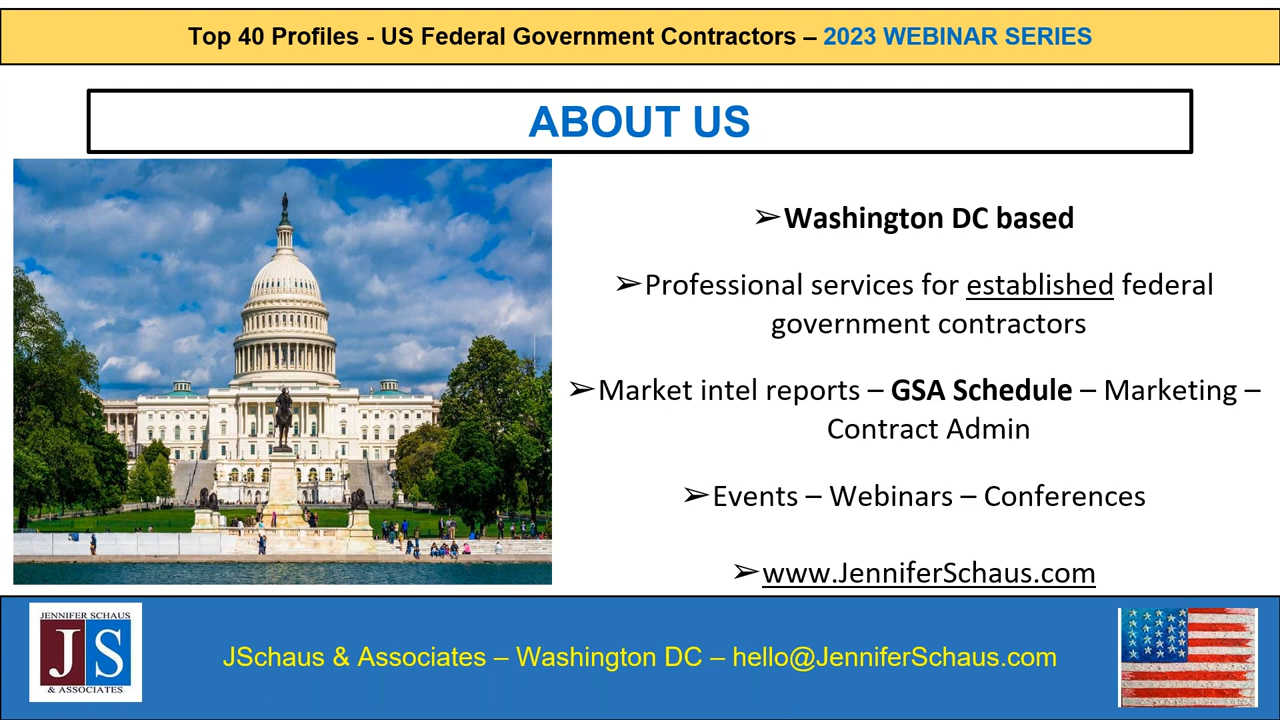 Top 40 Profiles - US Federal Government Contractors – 2023 WEBINAR SERIES
ABOUT US
➢Washington DC based
➢Professional services for established federal
government contractors
➢Market intel reports – GSA Schedule – Marketing –
Contract Admin
➢Events – Webinars – Conferences
➢www.JenniferSchaus.com
JENNIFER SCHAUS
JS
& ASSOCIATES
JSchaus & Associates – Washington DC – hello@JenniferSchaus.com